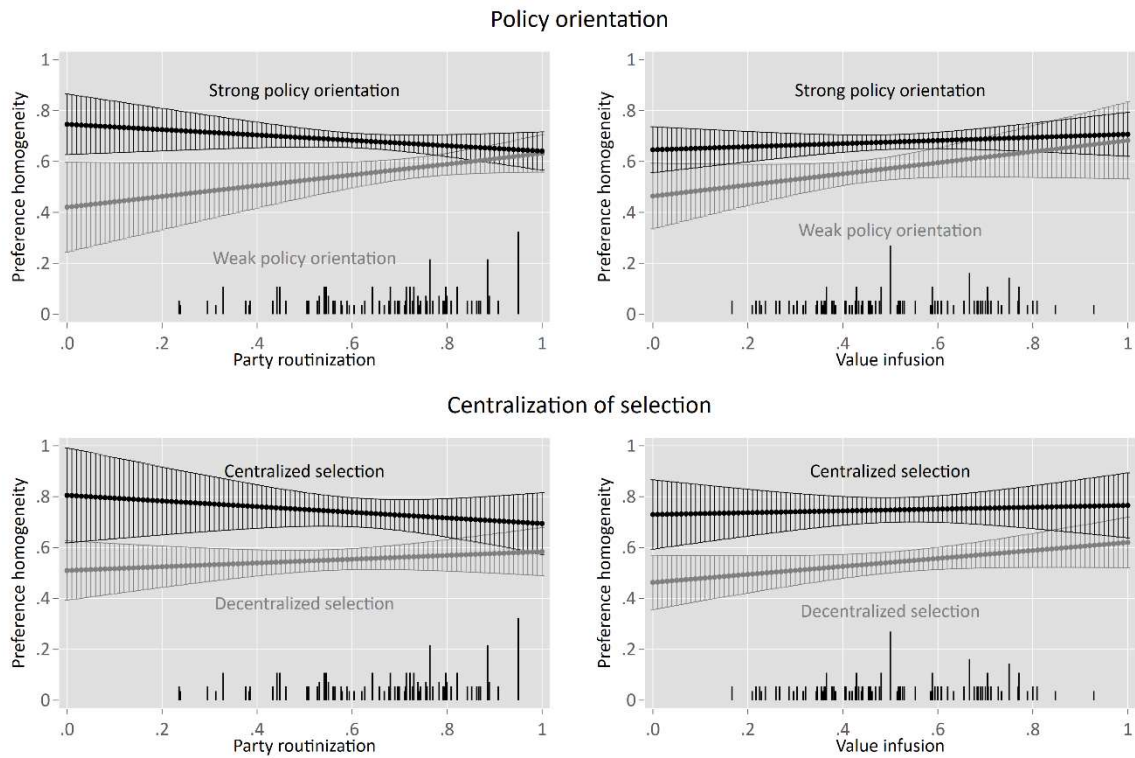 Policy orientation
Preference homogeneity
1
.8
.6
.4
.2
0
Strong policy orientation
Weak policy orientation
.0 .2 .4 .6 .8 1
Party routinization
Preference homogeneity
1
.8
.6
.4
.2
0
Strong policy orientation
Weak policy orientation
.0 .2 .4 .6 .8 1
Value infusion
Centralization of selection
Preference homogeneity
1
.8
.6
.4
.2
0
Centralized selection
Decentralized selection
.0 .2 .4 .6 .8 1
Party routinization
Preference homogeneity
1
.8
.6
.4
.2
0
Centralized selection
Decentralized selection
.0 .2 .4 .6 .8 1
Value infusion